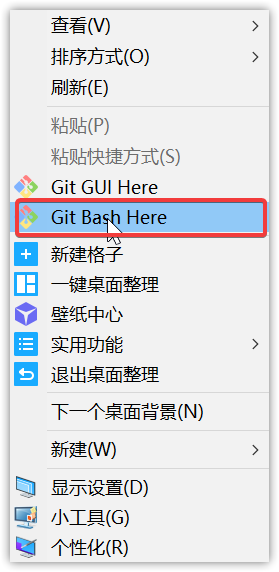 查看(V)
排序方式(O)
刷新(E)
粘贴(P)
粘贴快捷方式(S)
Git GUI Here
Git Bash Here
新建格子
一键桌面整理
壁纸中心
实用功能
退出桌面整理
下一个桌面背景(N)
新建(W)
显示设置(D)
小工具(G)
个性化(R)